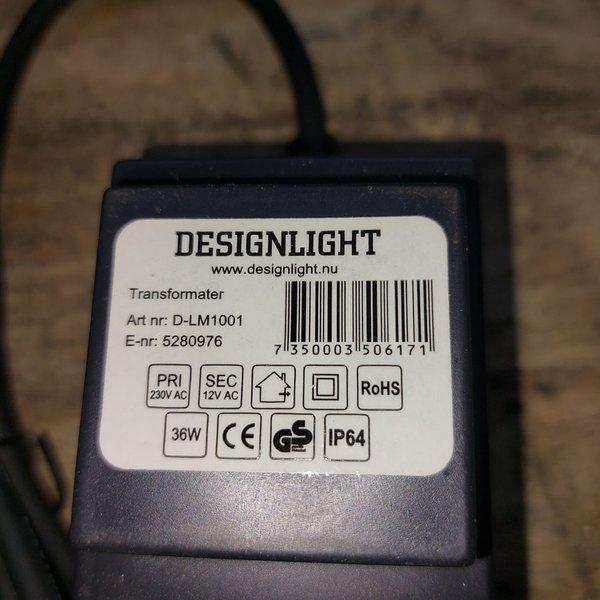 DESIGNLIGHT
www.designlight.nu
Transformater
Art nr: D-LM1001
E-nr: 5280976
7 350003 506171
PRI
230V AC
SEC
12V AC
RoHS
36W
CE
GS
IP64